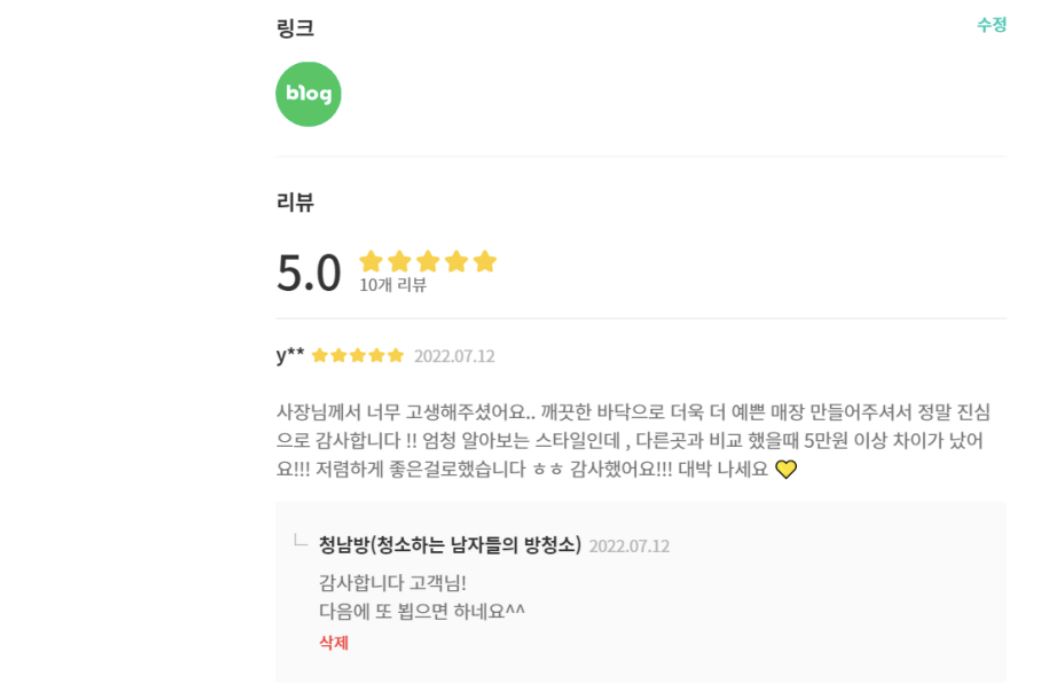 링크
수정
blog
리뷰
5.0
10개 리뷰
y** 2022.07.12
사장님께서 너무 고생해주셨어요.. 깨끗한 바닥으로 더욱 더 예쁜 매장 만들어주셔서 정말 진심
으로 감사합니다 !! 엄청 알아보는 스타일인데 , 다른곳과 비교 했을때 5만원 이상 차이가 났어
요!!! 저렴하게 좋은걸로했습니다 ㅎㅎ 감사했어요!!! 대박 나세요 💛
청남방(청소하는 남자들의 방청소) 2022.07.12
감사합니다 고객님!
다음에 또 뵙으면 하네요^^
삭제